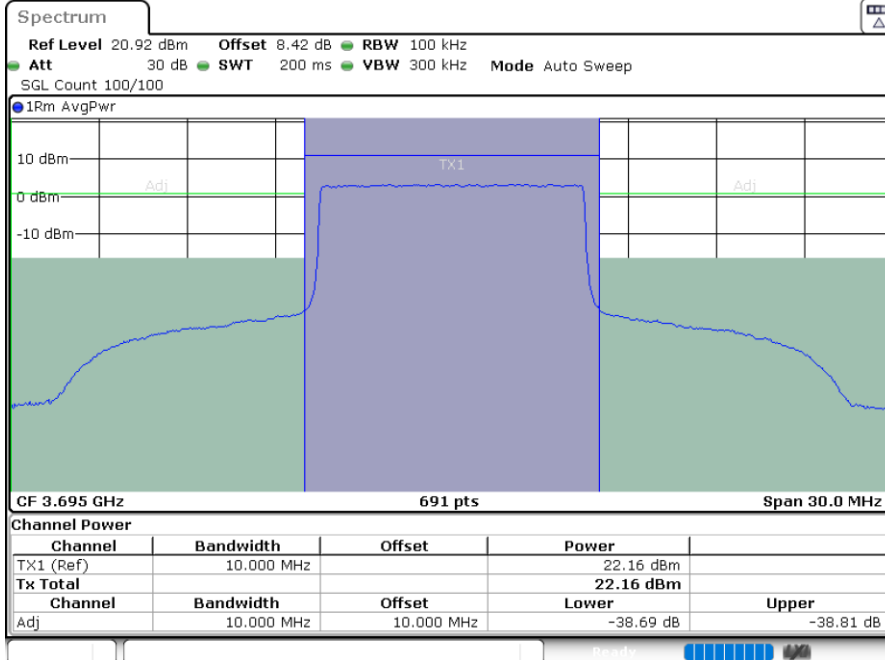 Spectrum
Ref Level 20.92 dBm Offset 8.42 dB RBW 100 kHz
Att 30 dB SWT 200 ms VBW 300 kHz Mode Auto Sweep
SGL Count 100/100
1Rm AvgPwr
10 dBm
TX1
Adj Adj
0 dBm
-10 dBm
CF 3.695 GHz 691 pts Span 30.0 MHz
Channel Power
Channel Bandwidth Offset Power
TX1 (Ref) 10.000 MHz 22.16 dBm
Tx Total 22.16 dBm
Channel Bandwidth Offset Lower Upper
Adj 10.000 MHz 10.000 MHz -38.69 dB -38.81 dB
Ready